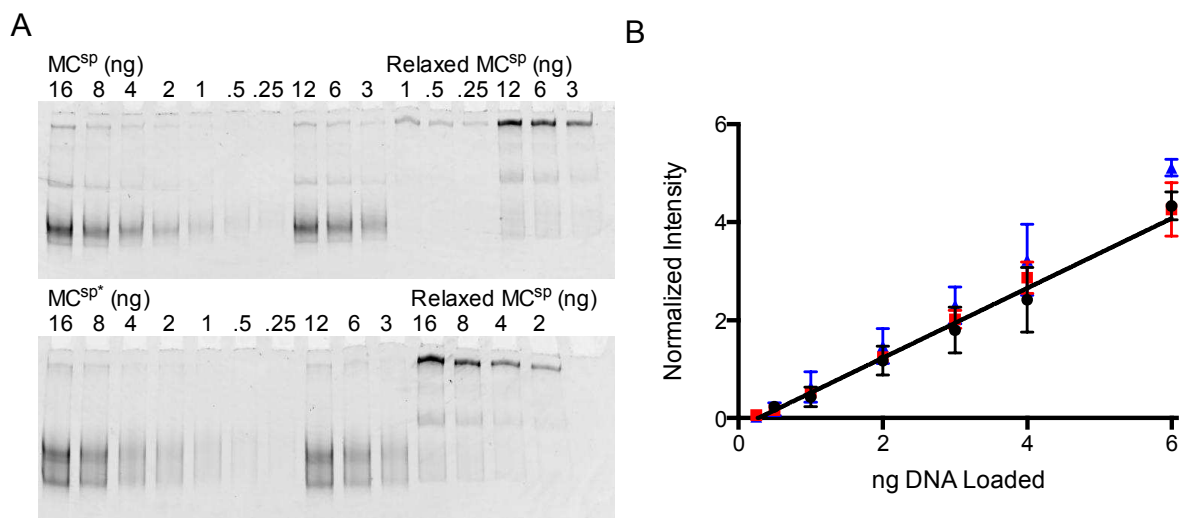 A
MC^sp (ng) Relaxed MC^sp (ng)
16 8 4 2 1 .5 .25 12 6 3 1 .5 .25 12 6 3
MC^sp* (ng) Relaxed MC^sp (ng)
16 8 4 2 1 .5 .25 12 6 3 16 8 4 2
B
Normalized Intensity
6
4
2
0
0 2 4 6
ng DNA Loaded